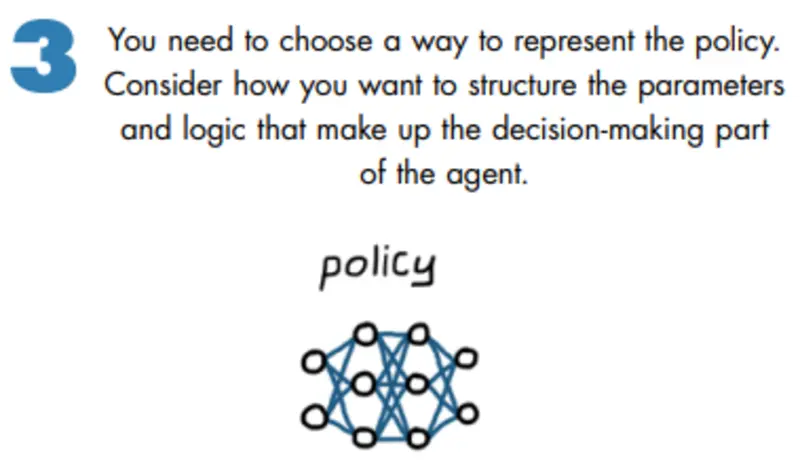 3
You need to choose a way to represent the policy.
Consider how you want to structure the parameters
and logic that make up the decision-making part
of the agent.
policy